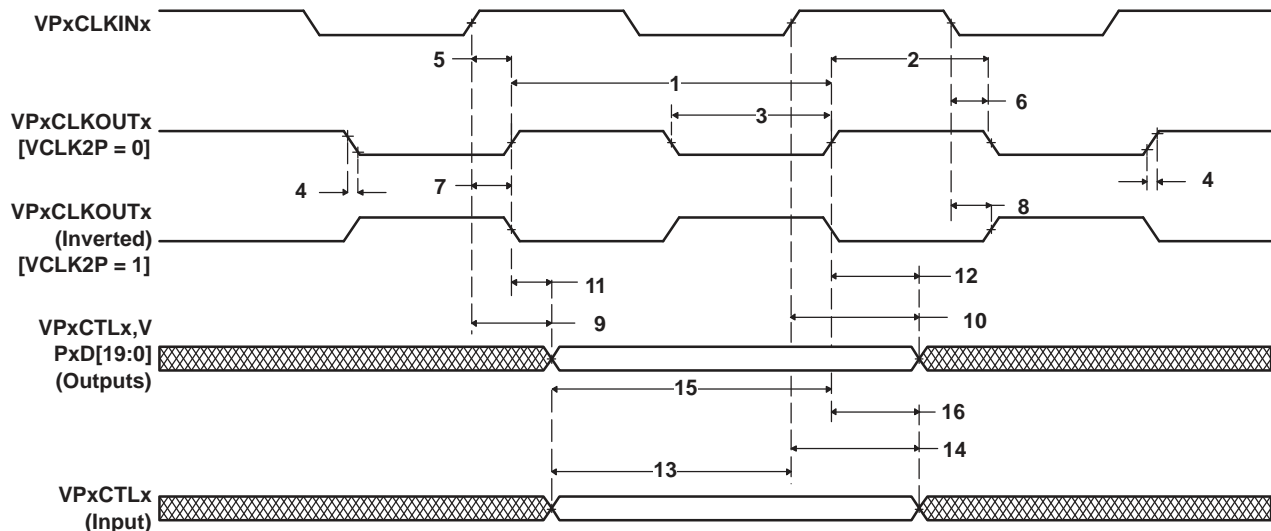 VPxCLKINx
5
2
1
6
3
VPxCLKOUTx
[VCLK2P = 0]
4
7
4
VPxCLKOUTx
(Inverted)
[VCLK2P = 1]
8
11
12
9
10
VPxCTLx,V
PxD[19:0]
(Outputs)
15
16
14
13
VPxCTLx
(Input)